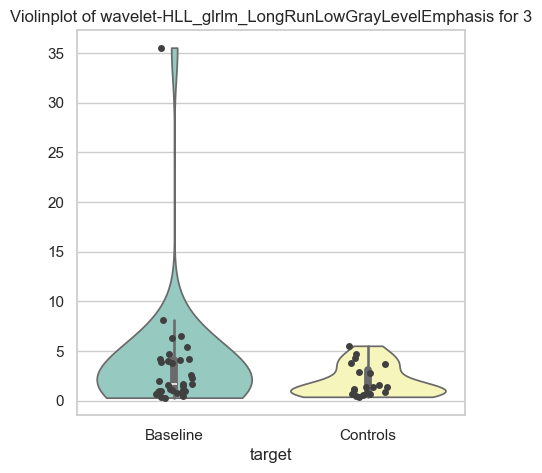 Violinplot of wavelet-HLL_glrlm_LongRunLowGrayLevelEmphasis for 3
35
30
25
20
15
10
5
0
Baseline Controls
target